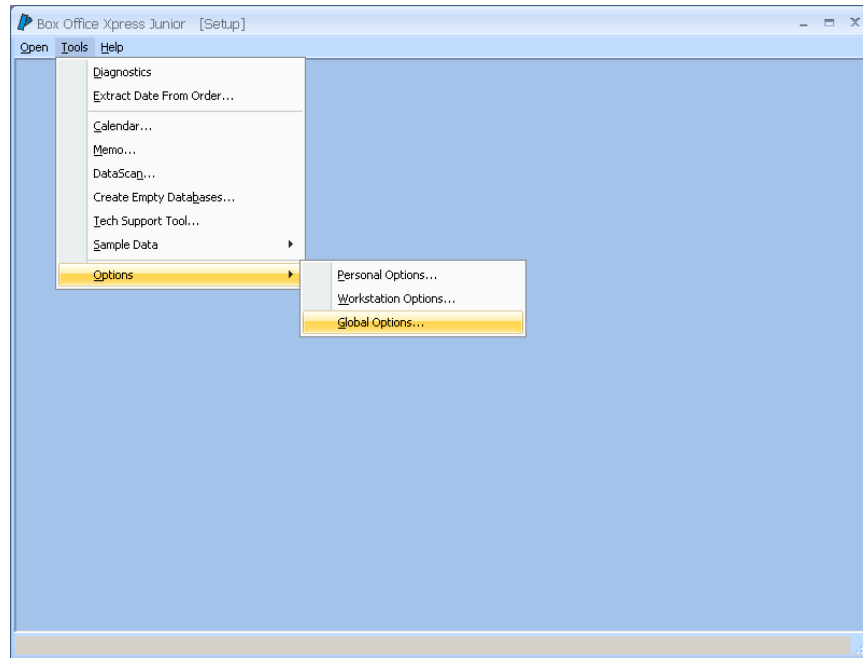 Box Office Xpress Junior [Setup]
Open Tools Help
Diagnostics
Extract Date From Order...
Calendar...
Memo...
DataScan...
Create Empty Databases...
Tech Support Tool...
Sample Data
Options
Personal Options...
Workstation Options...
Global Options...